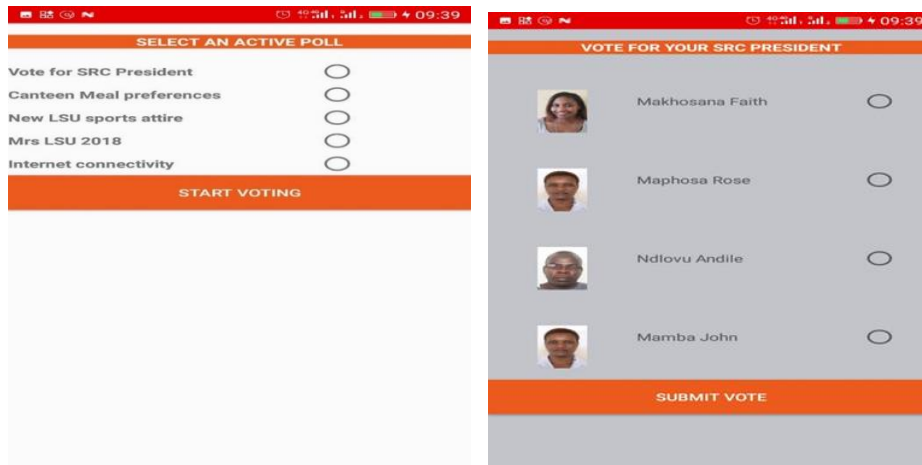 09:39
SELECT AN ACTIVE POLL
Vote for SRC President
Canteen Meal preferences
New LSU sports attire
Mrs LSU 2018
Internet connectivity
START VOTING
09:39
VOTE FOR YOUR SRC PRESIDENT
Makhosana Faith
Maphosa Rose
Ndlovu Andile
Mamba John
SUBMIT VOTE